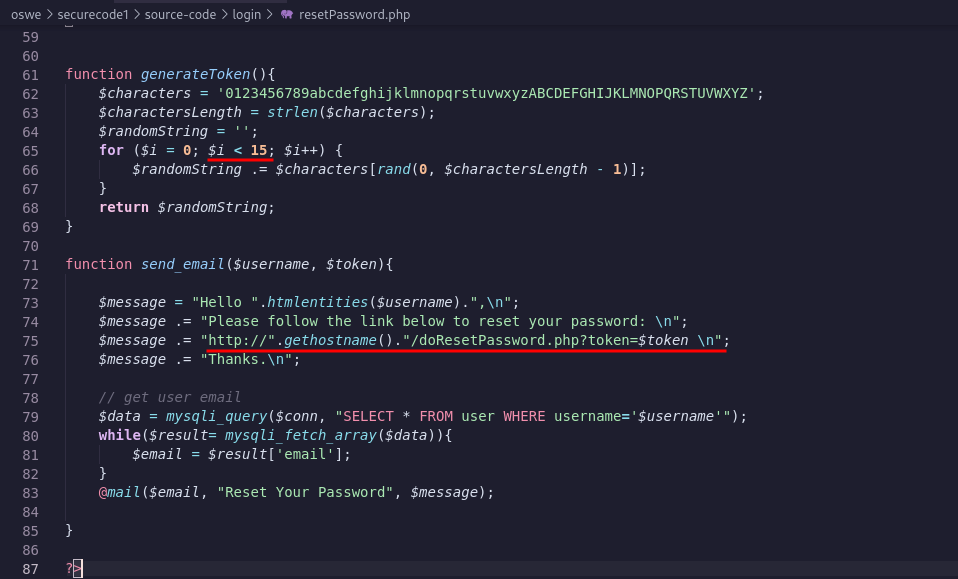 oswe > securecode1 > source-code > login > resetPassword.php
59
60
61 function generateToken(){
62 $characters = '0123456789abcdefghijklmnopqrstuvwxyzABCDEFGHIJKLMNOPQRSTUVWXYZ';
63 $charactersLength = strlen($characters);
64 $randomString = '';
65 for ($i = 0; $i < 15; $i++) {
66 $randomString .= $characters[rand(0, $charactersLength - 1)];
67 }
68 return $randomString;
69 }
70
71 function send_email($username, $token){
72
73 $message = "Hello ".htmlentities($username).",\n";
74 $message .= "Please follow the link below to reset your password: \n";
75 $message .= "http://".gethostname()."/doResetPassword.php?token=$token \n";
76 $message .= "Thanks.\n";
77
78 // get user email
79 $data = mysqli_query($conn, "SELECT * FROM user WHERE username='$username'");
80 while($result= mysqli_fetch_array($data)){
81 $email = $result['email'];
82 }
83 @mail($email, "Reset Your Password", $message);
84
85 }
86
87 ?>